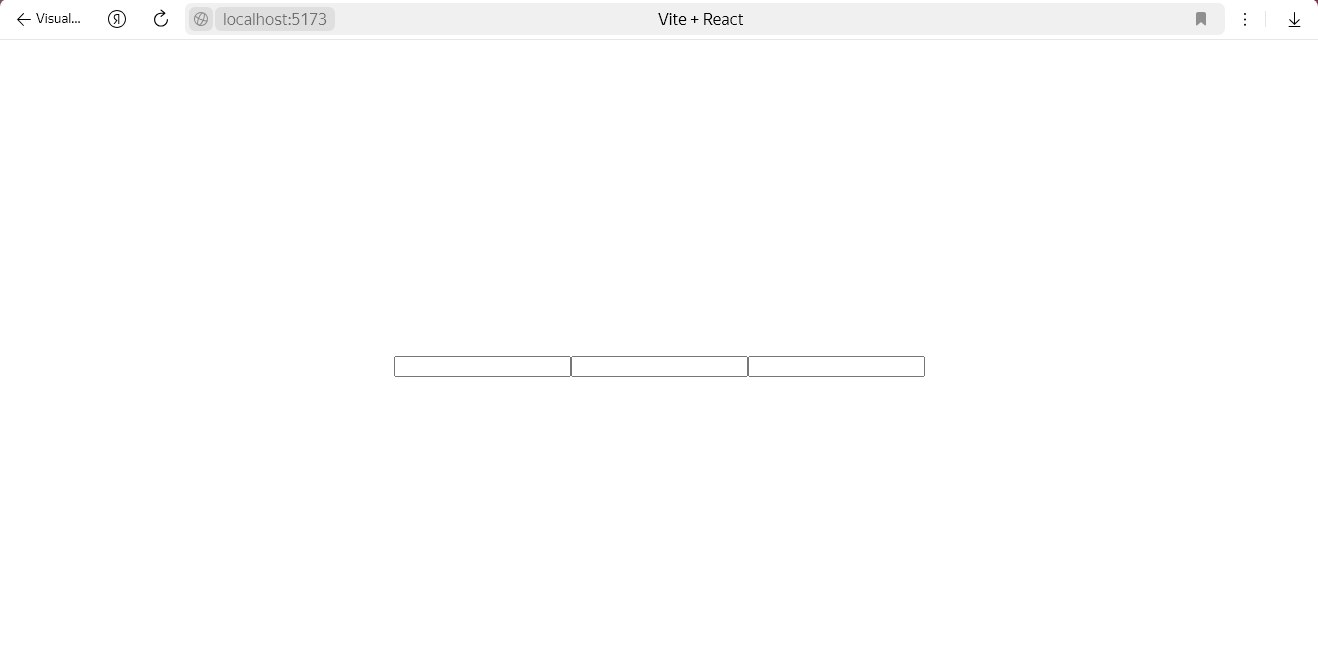 Visual...
Я
localhost:5173
Vite + React